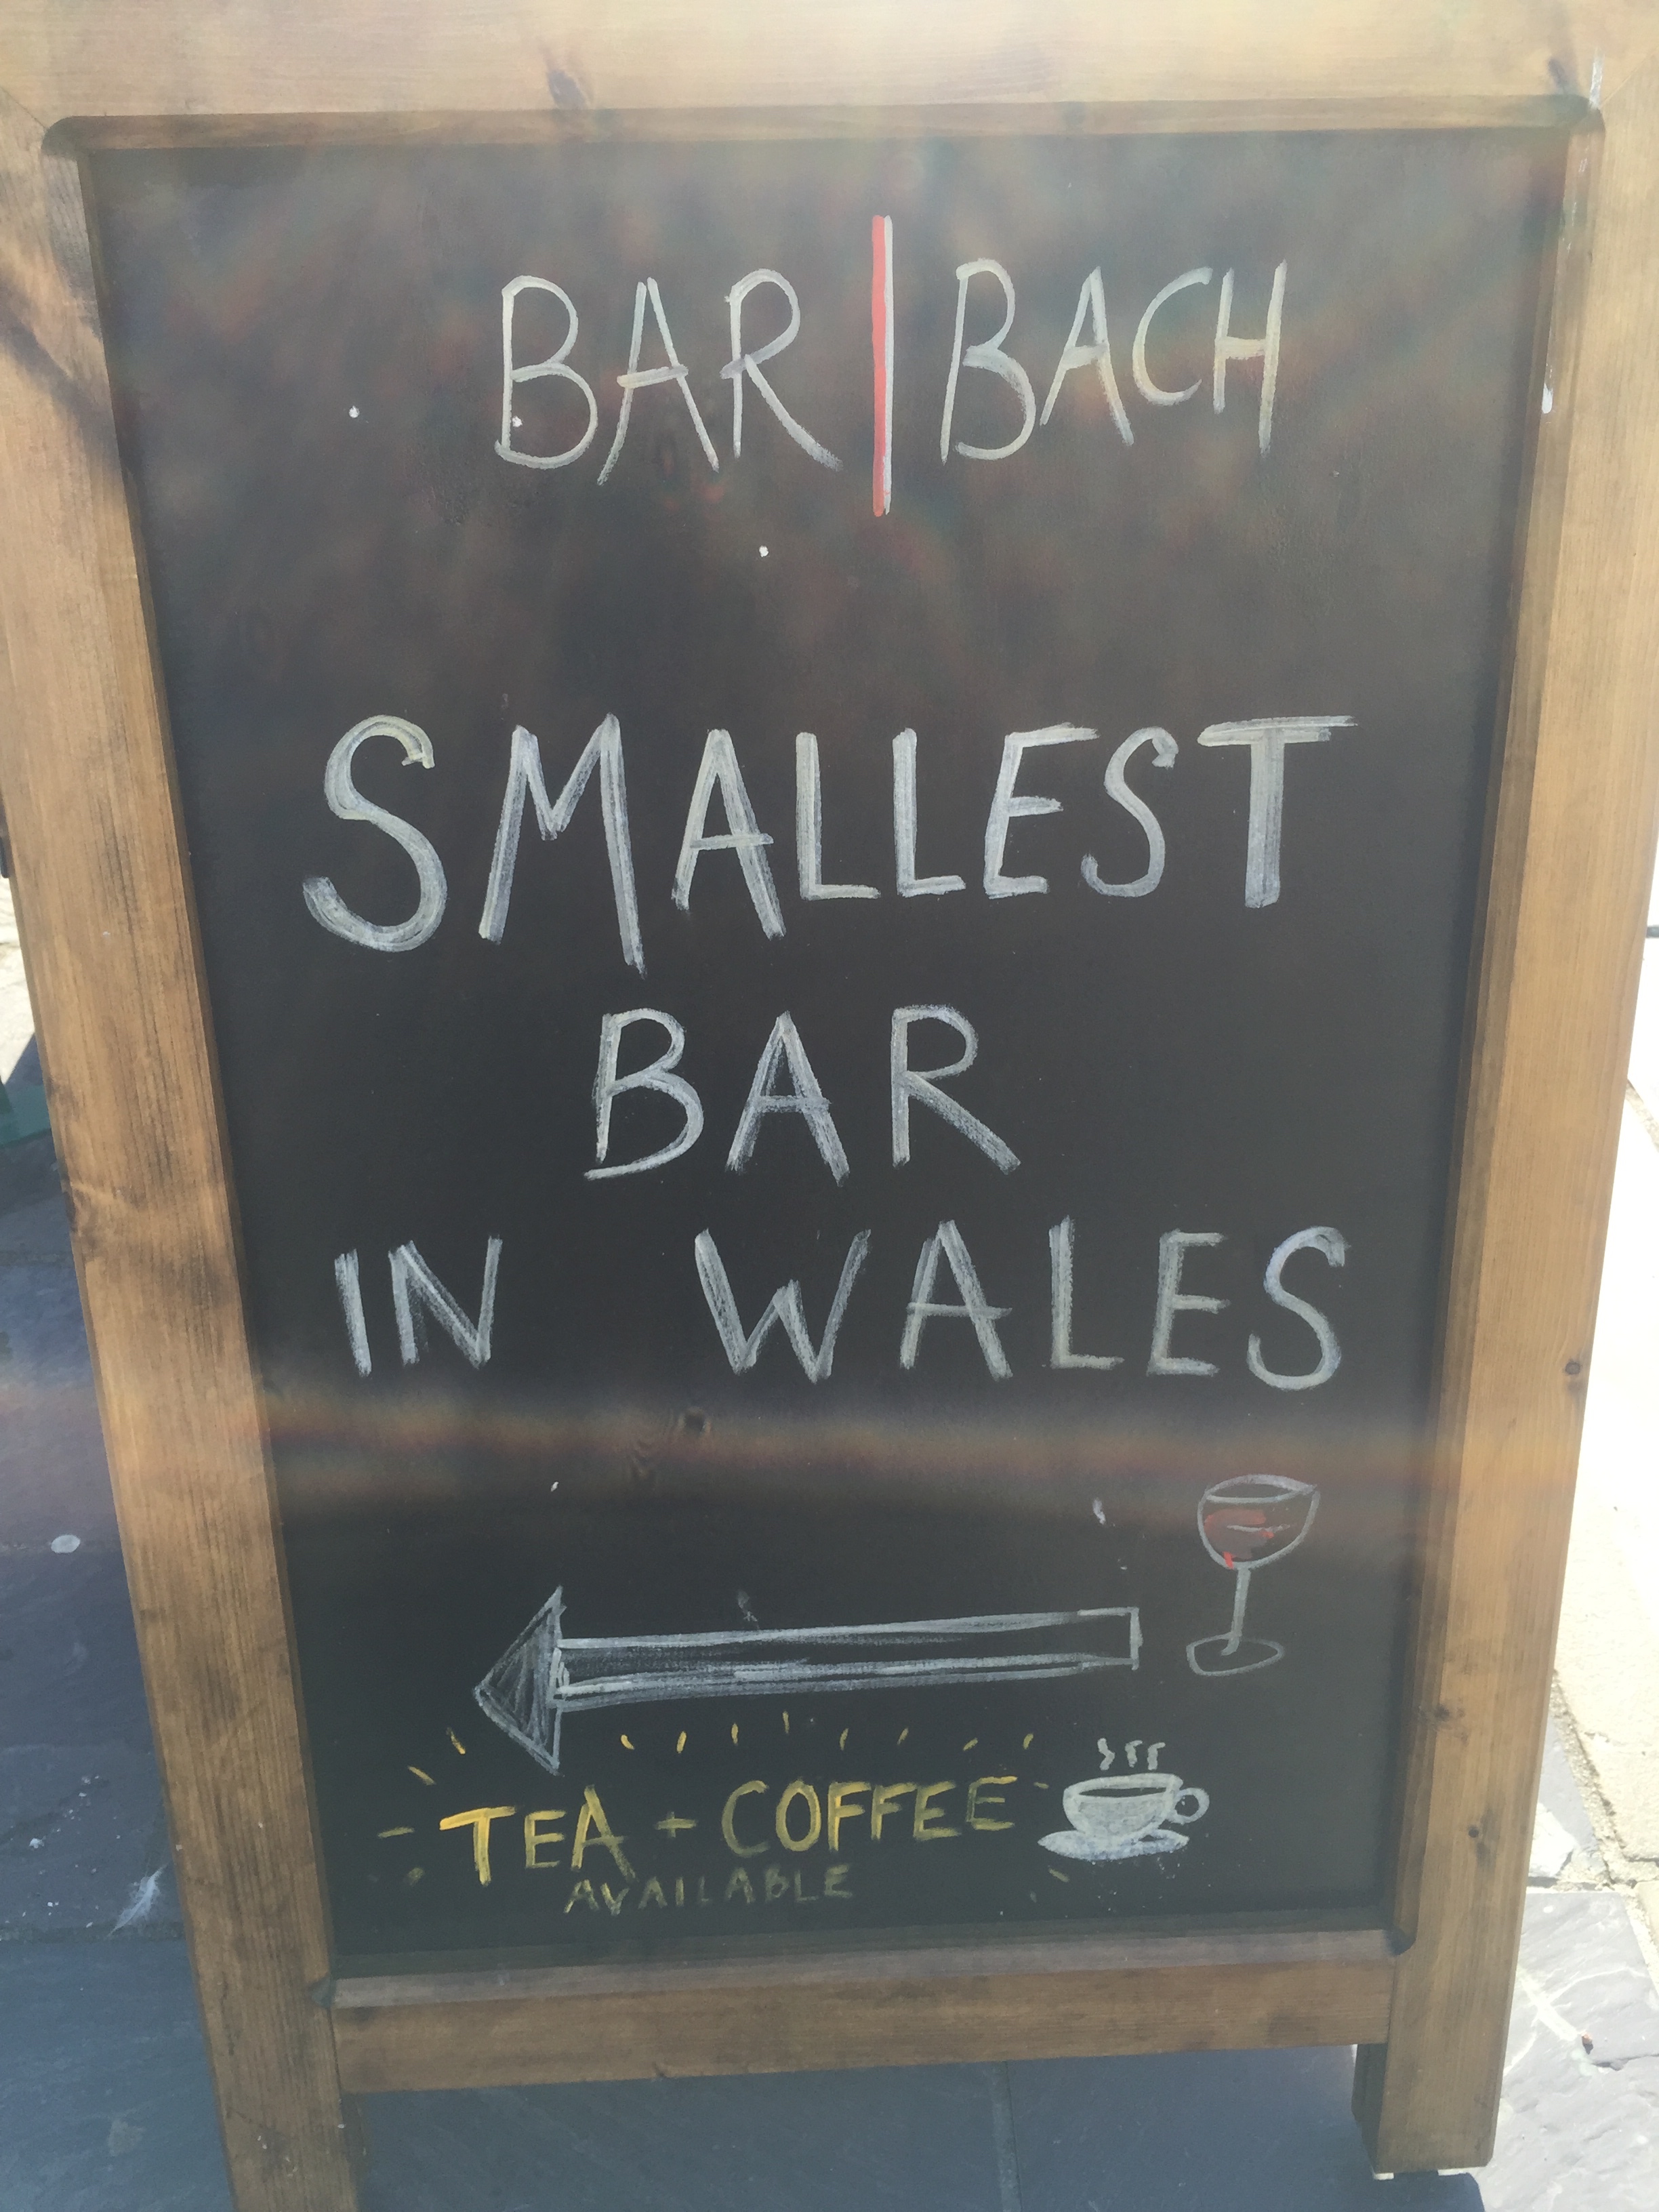 BAR | BACH
SMALLEST
BAR
IN WALES
TEA + COFFEE
AVAILABLE